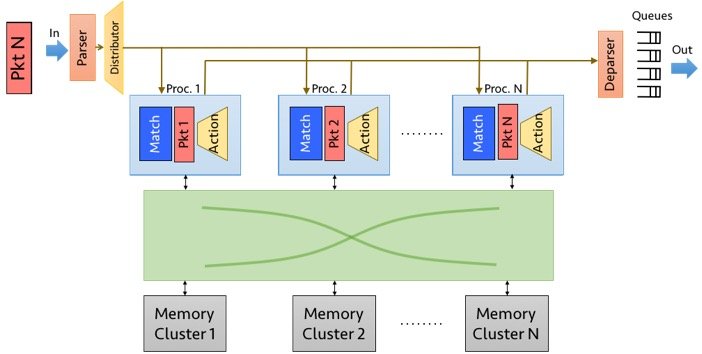 Queues
In
Out
Pkt N
Parser
Distributor
Deparser
Proc. 1
Proc. 2
Proc. N
Match
Pkt 1
Action
Match
Pkt 2
Action
........
Match
Pkt N
Action
Memory
Cluster 1
Memory
Cluster 2
........
Memory
Cluster N